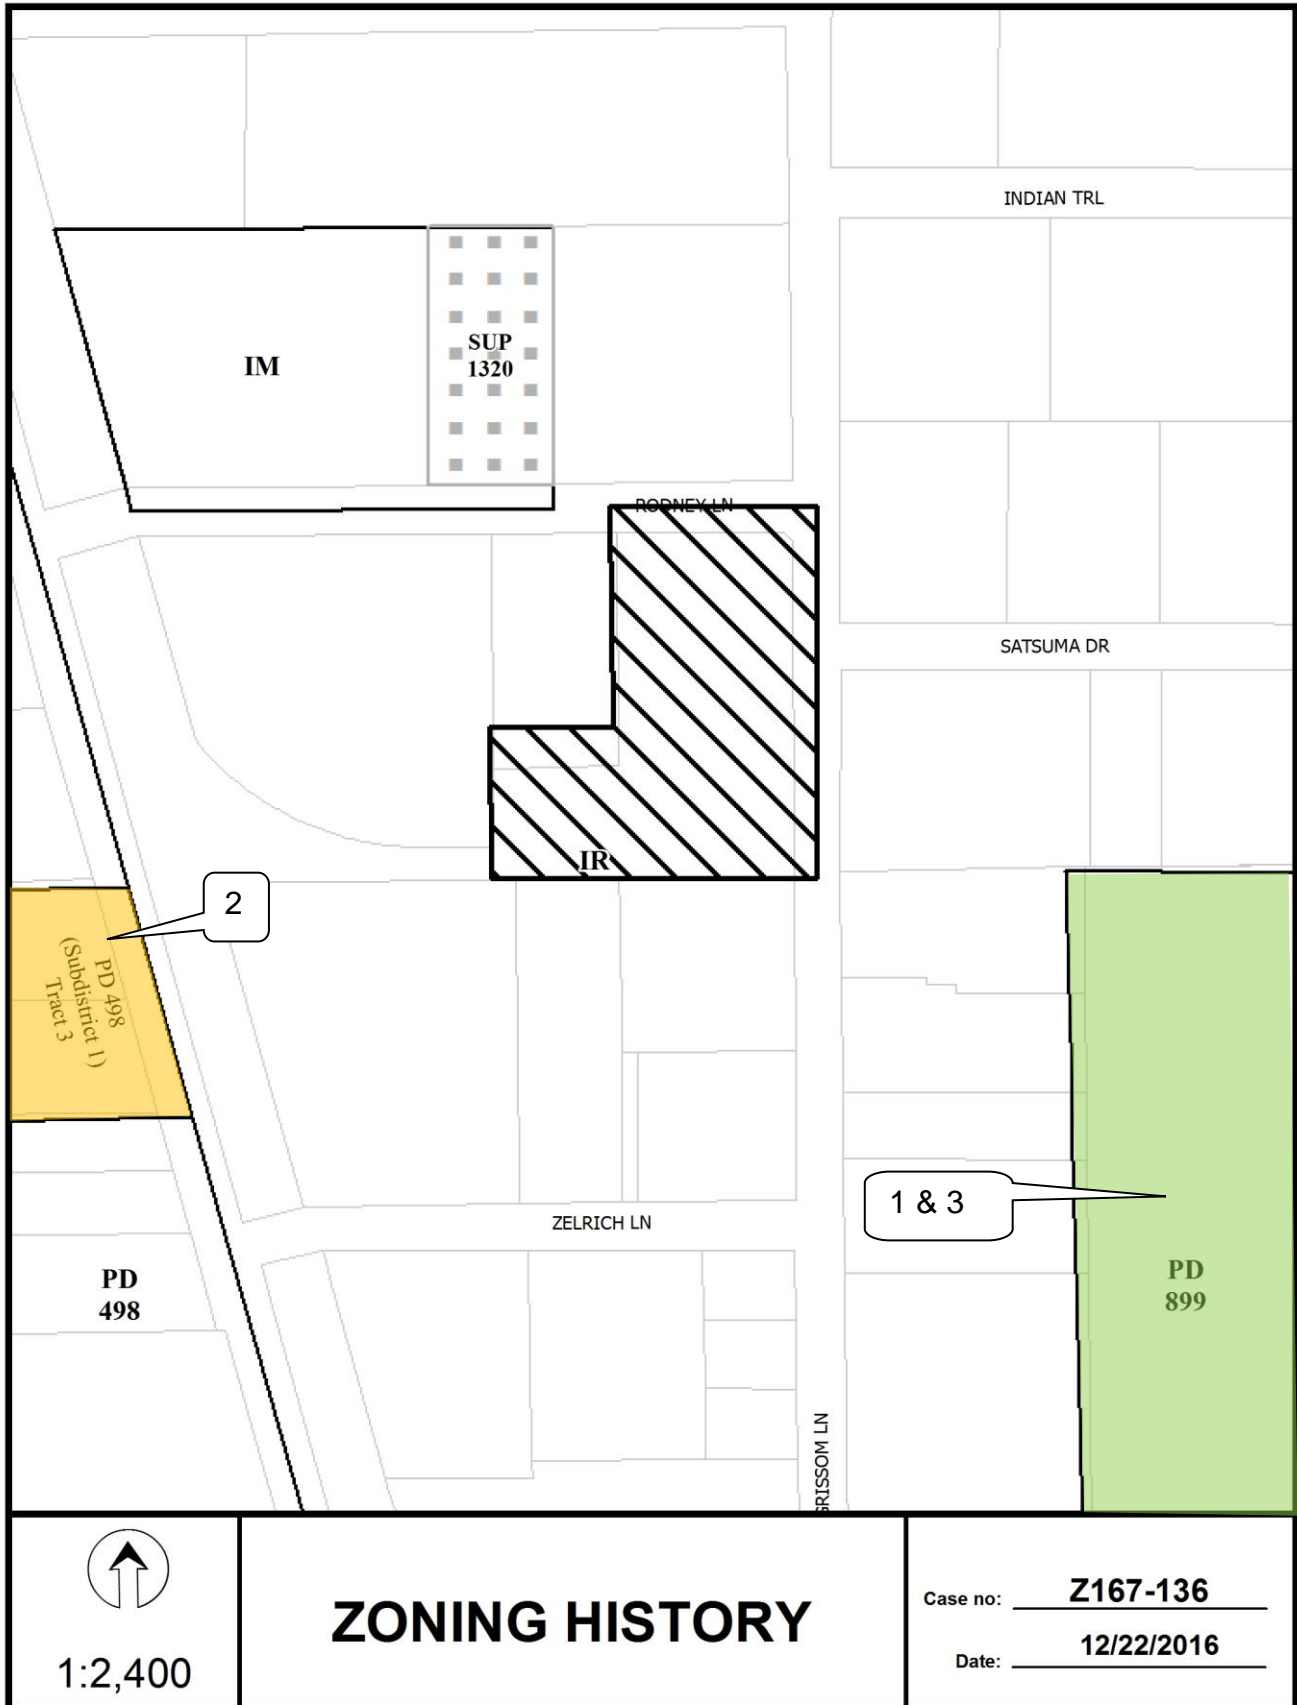 INDIAN TRL
SUP
1320
IM
RODNEY LN
SATSUMA DR
IR
2
PD 498
(Subdistrict 1)
Tract 3
1 & 3
ZELRICH LN
PD
498
PD
899
GRISSOM LN
1:2,400
ZONING HISTORY
Case no: Z167-136
Date: 12/22/2016